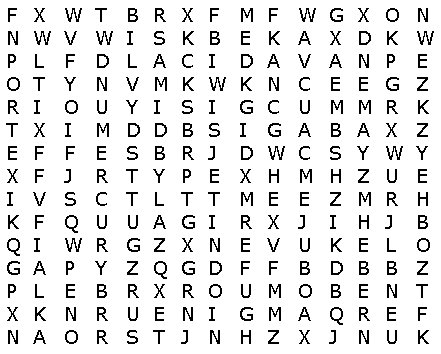 F X W T B R X F M F W G X O N
N W V W I S K B E K A X D K W
P L F D L A C I D A V A N P E
O T Y N V M K W K N C E E G Z
R I O U Y I S I G C U M M R K
T X I M D D B S I G A B A X Z
E F F E S B R J D W C S Y W Y
X F J R T Y P E X H M H Z U E
I V S C T L T T M E E Z M R H
K F Q U U A G I R X J I H J B
Q I W R G Z X N E V U K E L O
G A P Y Z Q G D F F B D B B Z
P L E B R X R O U M O B E N T
X K N R U E N I G M A Q R E F
N A O R S T J N H Z X J N U K